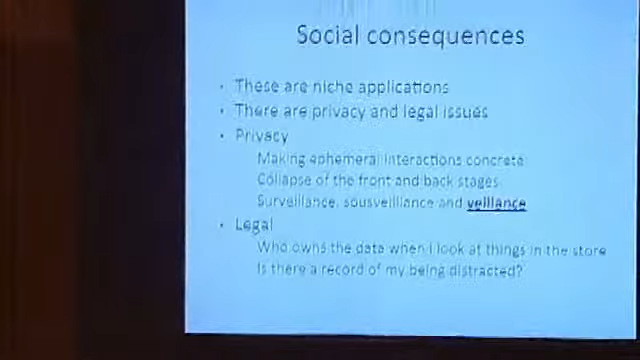 Social consequences
• These are niche applications
• There are privacy and legal issues
• Privacy
Making ephemeral interactions concrete
Collapse of the front and back stages
Surveillance, sousveillance and veillance
• Legal
Who owns the data when I look at things in the store
Is there a record of my being distracted?